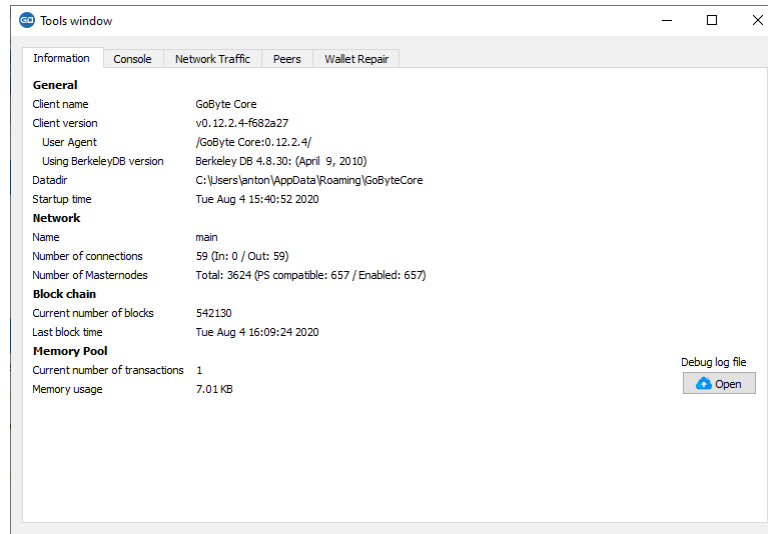 GO Tools window
Information Console Network Traffic Peers Wallet Repair
General
Client name GoByte Core
Client version v0.12.2.4-f682a27
User Agent /GoByte Core:0.12.2.4/
Using BerkeleyDB version Berkeley DB 4.8.30: (April 9, 2010)
Datadir C:\Users\anton\AppData\Roaming\GoByteCore
Startup time Tue Aug 4 15:40:52 2020
Network
Name main
Number of connections 59 (In: 0 / Out: 59)
Number of Masternodes Total: 3624 (PS compatible: 657 / Enabled: 657)
Block chain
Current number of blocks 542130
Last block time Tue Aug 4 16:09:24 2020
Memory Pool
Current number of transactions 1
Memory usage 7.01 KB
Debug log file
Open